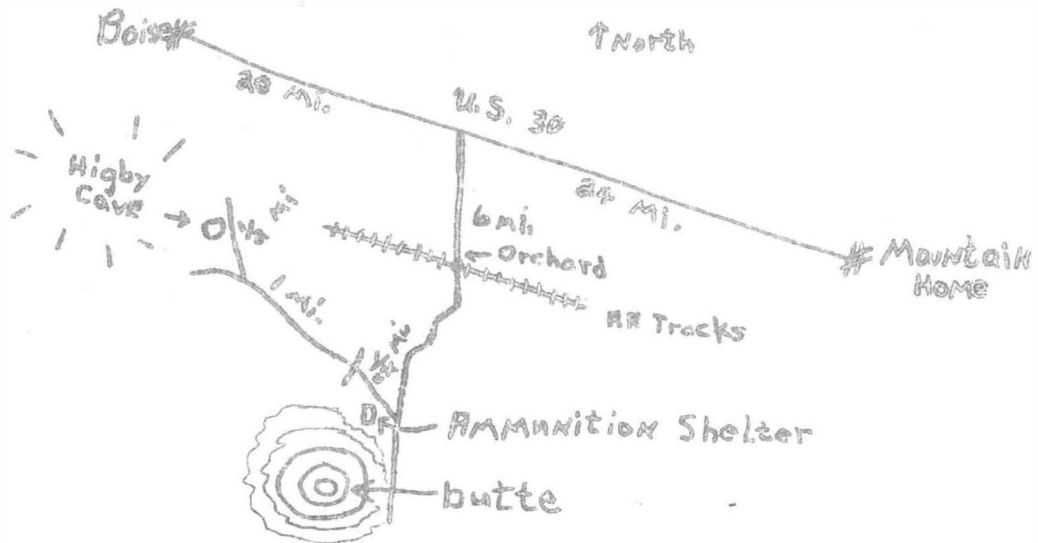 Boise
↑ North
20 Mi.
U.S. 30
Higby
Cave
1/2 Mi
24 Mi.
6 mi.
Orchard
Mountain
Home
1 Mi.
RR Tracks
Ammunition Shelter
butte